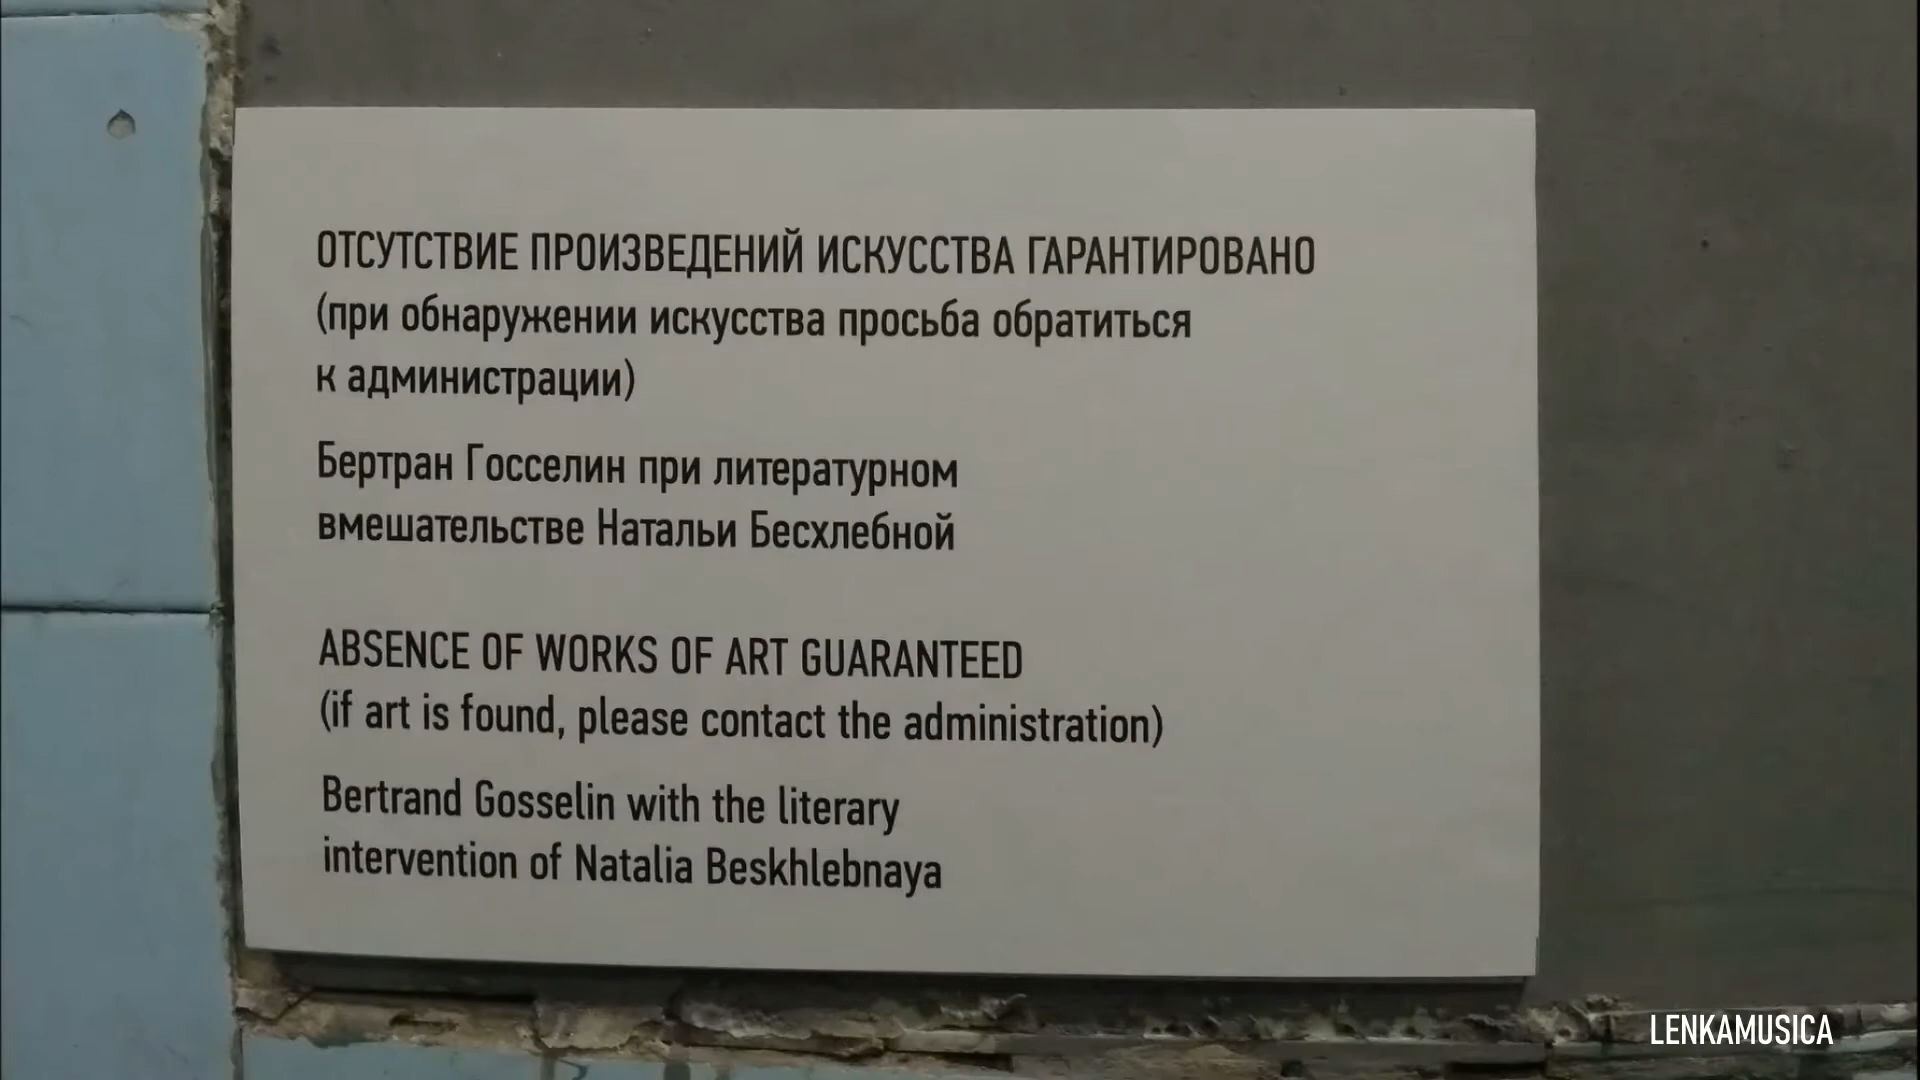 ОТСУТСТВИЕ ПРОИЗВЕДЕНИЙ ИСКУССТВА ГАРАНТИРОВАНО
(при обнаружении искусства просьба обратиться
к администрации)
Бертран Госселин при литературном
вмешательстве Натальи Бесхлебной
ABSENCE OF WORKS OF ART GUARANTEED
(if art is found, please contact the administration)
Bertrand Gosselin with the literary
intervention of Natalia Beskhlebnaya
LENKAMUSICA